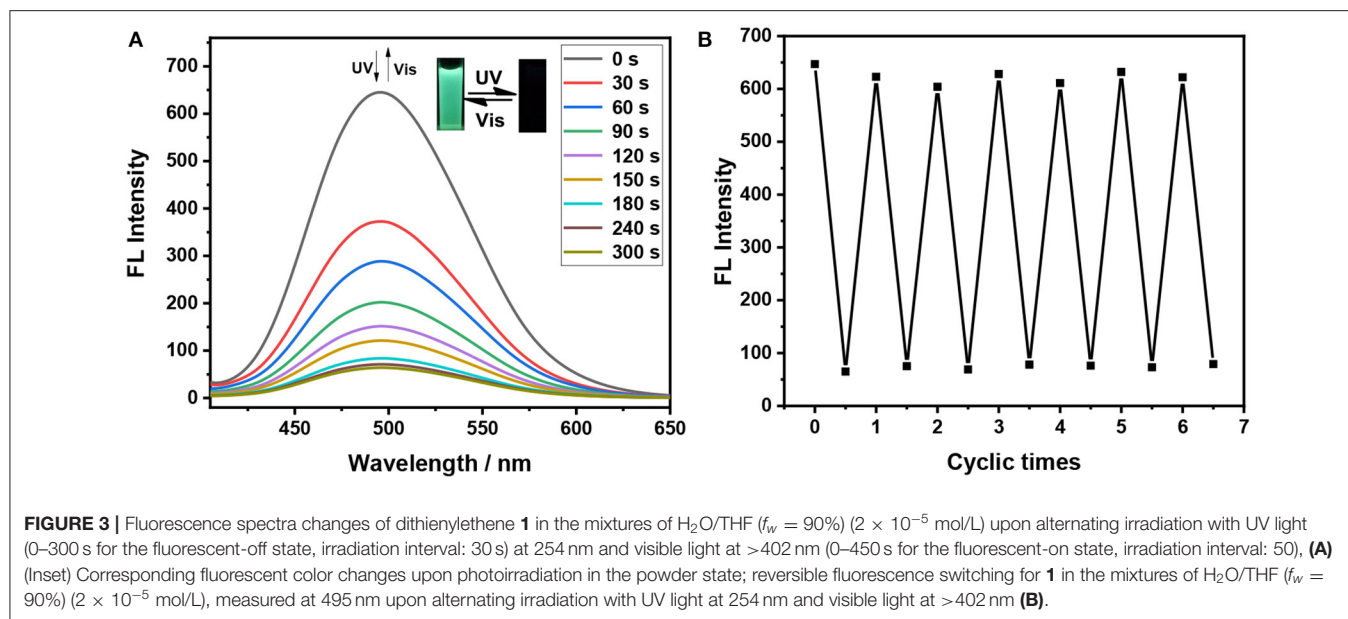 A
B
700
600
500
400
300
200
100
0
FL Intensity
450
500
550
600
650
Wavelength / nm
UV
Vis
UV
Vis
0 s
30 s
60 s
90 s
120 s
150 s
180 s
240 s
300 s
700
600
500
400
300
200
100
0
FL Intensity
0
1
2
3
4
5
6
7
Cyclic times
FIGURE 3 | Fluorescence spectra changes of dithienylethene 1 in the mixtures of H₂O/THF (f_w = 90%) (2 × 10⁻⁵ mol/L) upon alternating irradiation with UV light
(0–300 s for the fluorescent-off state, irradiation interval: 30 s) at 254 nm and visible light at >402 nm (0–450 s for the fluorescent-on state, irradiation interval: 50), (A)
(Inset) Corresponding fluorescent color changes upon photoirradiation in the powder state; reversible fluorescence switching for 1 in the mixtures of H₂O/THF (f_w =
90%) (2 × 10⁻⁵ mol/L), measured at 495 nm upon alternating irradiation with UV light at 254 nm and visible light at >402 nm (B).